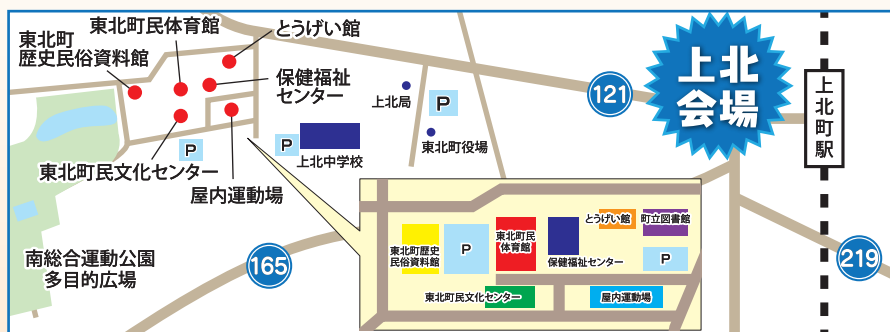 東北町民体育館
とうげい館
東北町
歴史民俗資料館
保健福祉
センター
上北局
P
東北町役場
121
上北
会場
上北町駅
P
P
上北中学校
東北町民文化センター
屋内運動場
南総合運動公園
多目的広場
165
219
東北町歴史
民俗資料館
P
東北町民
体育館
保健福祉センター
とうげい館
町立図書館
P
東北町民文化センター
屋内運動場